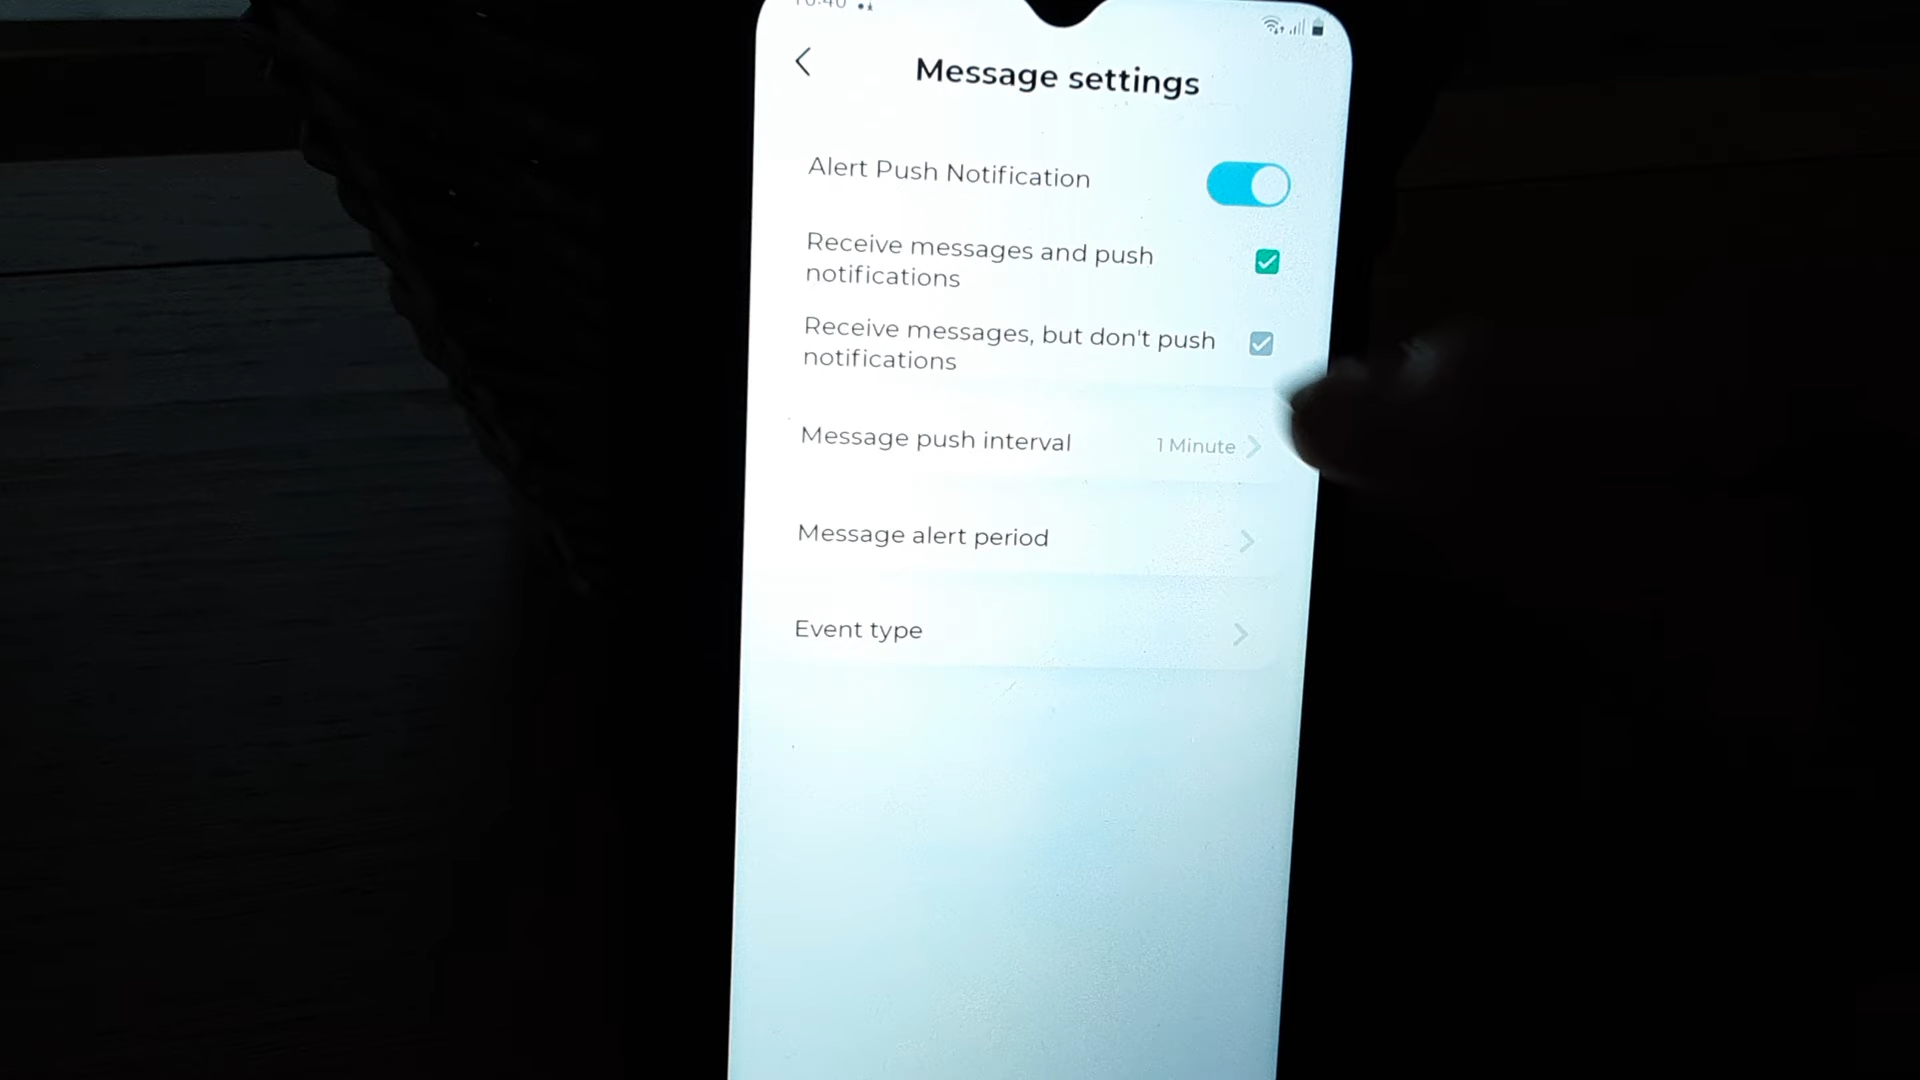 Message settings
Alert Push Notification
Receive messages and push
notifications
Receive messages, but don't push
notifications
Message push interval
1 Minute
Message alert period
Event type